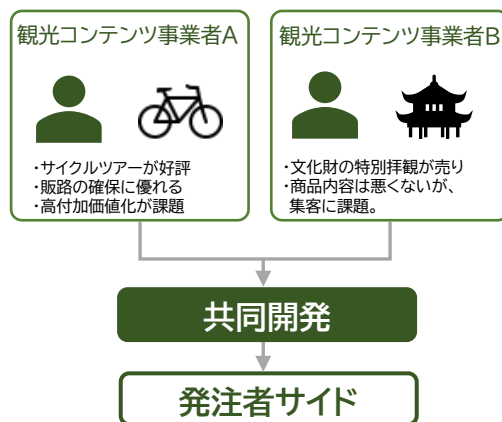 観光コンテンツ事業者A
・サイクルツアーが好評
・販路の確保に優れる
・高付加価値化が課題
観光コンテンツ事業者B
・文化財の特別拝観が売り
・商品内容は悪くないが、
集客に課題。
共同開発
発注者サイド